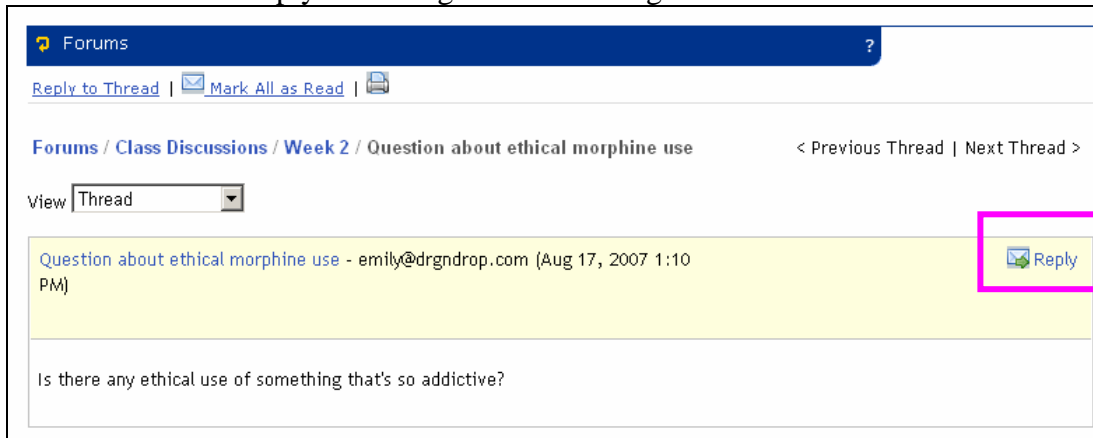 Forums ?
Reply to Thread | Mark All as Read |
Forums / Class Discussions / Week 2 / Question about ethical morphine use < Previous Thread | Next Thread >
View Thread
Question about ethical morphine use - emily@drgndrop.com (Aug 17, 2007 1:10 Reply
PM)
Is there any ethical use of something that's so addictive?